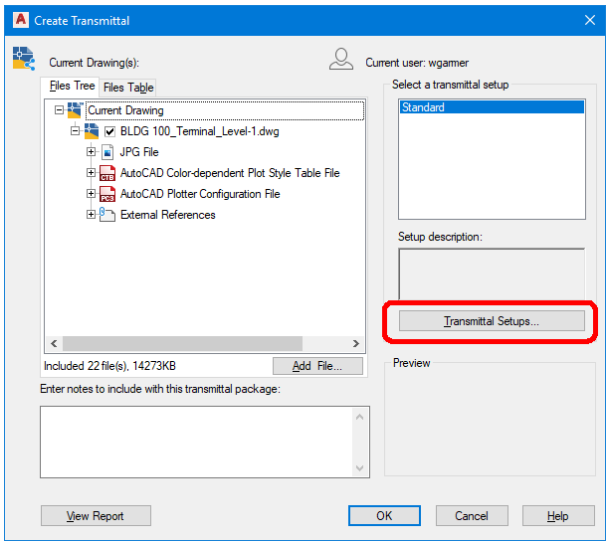 A Create Transmittal
Current Drawing(s):
Current user: wgarner
Files Tree Files Table
Current Drawing
BLDG 100_Terminal_Level-1.dwg
JPG File
CTB AutoCAD Color-dependent Plot Style Table File
PC3 AutoCAD Plotter Configuration File
External References
Included 22 file(s), 14273KB
Add File...
Enter notes to include with this transmittal package:
Select a transmittal setup
Standard
Setup description:
Transmittal Setups...
Preview
View Report
OK
Cancel
Help